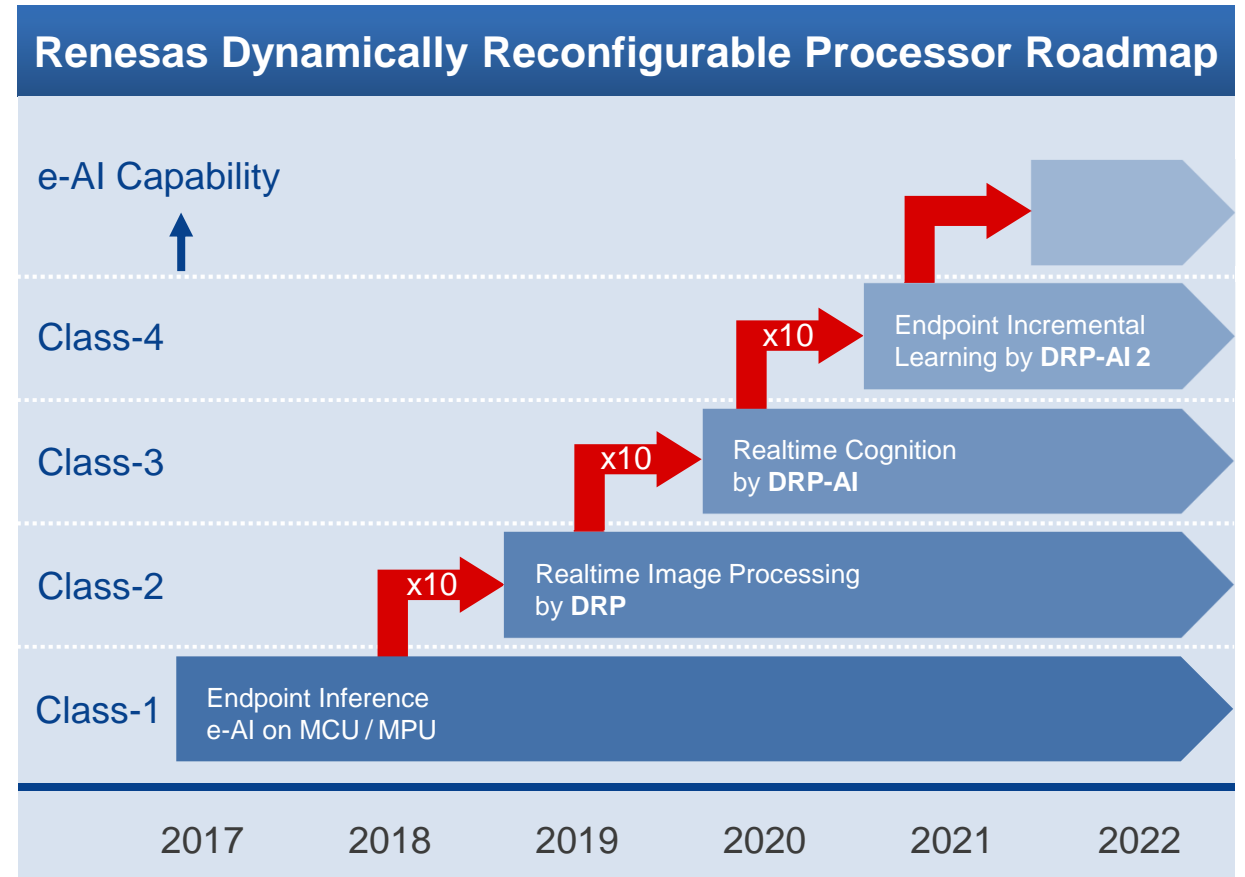 Renesas Dynamically Reconfigurable Processor Roadmap
e-AI Capability
Class-4
x10
Endpoint Incremental
Learning by DRP-AI 2
Class-3
x10
Realtime Cognition
by DRP-AI
Class-2
x10
Realtime Image Processing
by DRP
Class-1
Endpoint Inference
e-AI on MCU / MPU
2017 2018 2019 2020 2021 2022